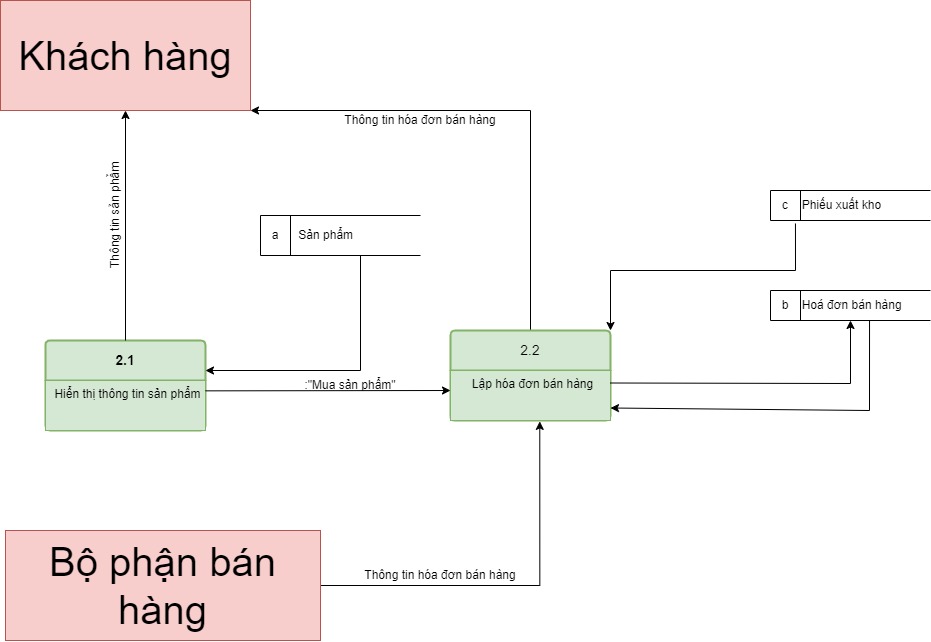 Khách hàng
Thông tin hóa đơn bán hàng
Thông tin sản phẩm
c Phiếu xuất kho
a Sản phẩm
b Hoá đơn bán hàng
2.1
Hiển thị thông tin sản phẩm
:"Mua sản phẩm"
2.2
Lập hóa đơn bán hàng
Bộ phận bán
hàng
Thông tin hóa đơn bán hàng